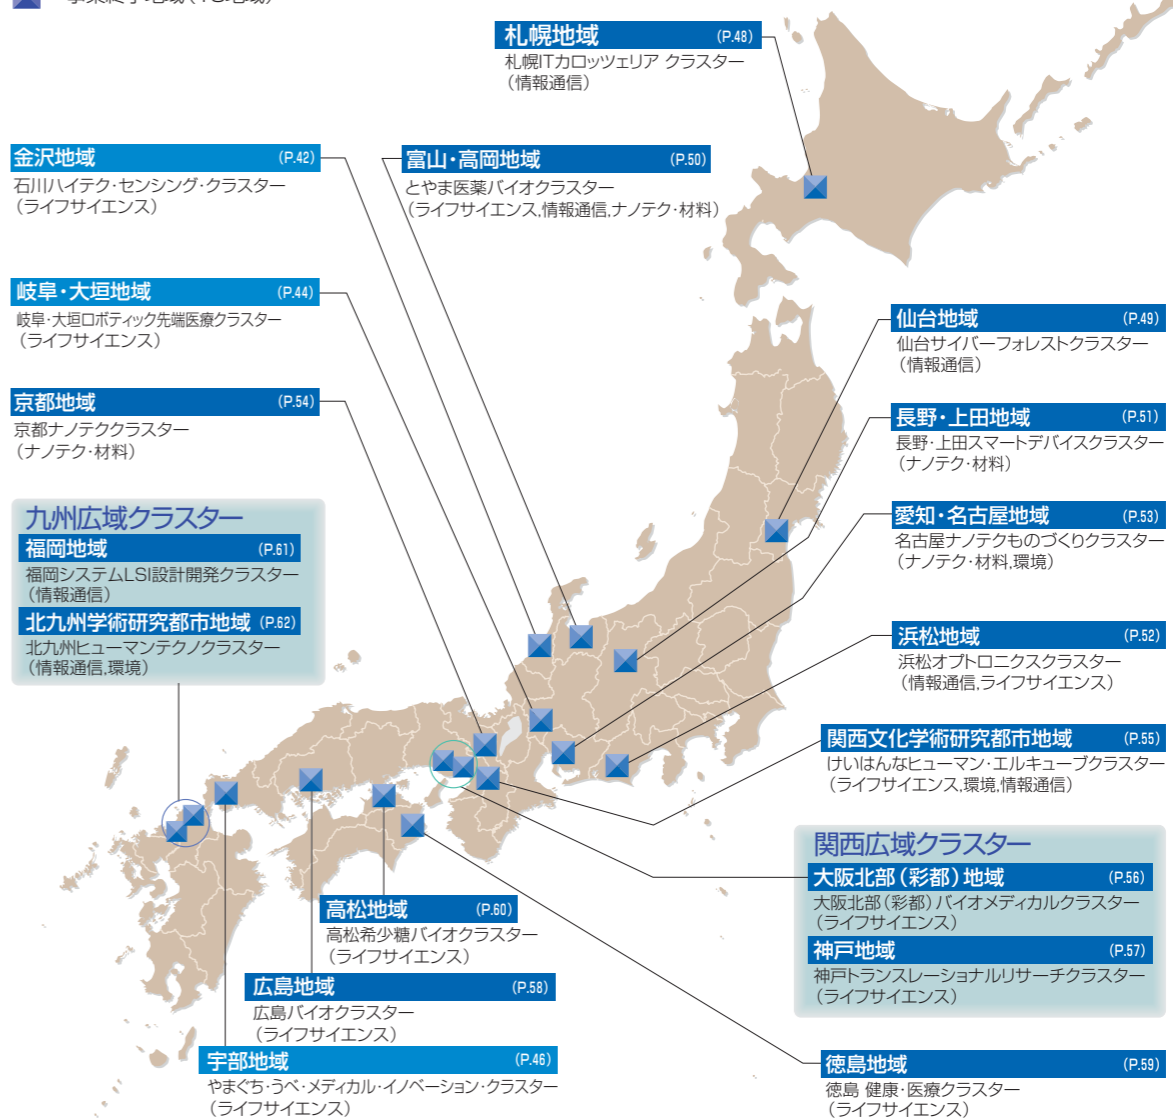 札幌地域 (P.48)
札幌ITカロッツェリア クラスター
(情報通信)
金沢地域 (P.42)
石川ハイテク・センシング・クラスター
(ライフサイエンス)
富山・高岡地域 (P.50)
とやま医薬バイオクラスター
(ライフサイエンス,情報通信,ナノテク・材料)
岐阜・大垣地域 (P.44)
岐阜・大垣ロボティック先端医療クラスター
(ライフサイエンス)
仙台地域 (P.49)
仙台サイバーフォレストクラスター
(情報通信)
京都地域 (P.54)
京都ナノテククラスター
(ナノテク・材料)
長野・上田地域 (P.51)
長野・上田スマートデバイスクラスター
(ナノテク・材料)
九州広域クラスター
福岡地域 (P.61)
福岡システムLSI設計開発クラスター
(情報通信)
北九州学術研究都市地域 (P.62)
北九州ヒューマンテクノクラスター
(情報通信,環境)
愛知・名古屋地域 (P.53)
名古屋ナノテクものづくりクラスター
(ナノテク・材料,環境)
浜松地域 (P.52)
浜松オプトロニクスクラスター
(情報通信,ライフサイエンス)
関西文化学術研究都市地域 (P.55)
けいはんなヒューマン・エルキューブクラスター
(ライフサイエンス,環境,情報通信)
関西広域クラスター
大阪北部(彩都)地域 (P.56)
大阪北部(彩都)バイオメディカルクラスター
(ライフサイエンス)
神戸地域 (P.57)
神戸トランスレーショナルリサーチクラスター
(ライフサイエンス)
高松地域 (P.60)
高松希少糖バイオクラスター
(ライフサイエンス)
広島地域 (P.58)
広島バイオクラスター
(ライフサイエンス)
宇部地域 (P.46)
やまぐち・うべ・メディカル・イノベーション・クラスター
(ライフサイエンス)
徳島地域 (P.59)
徳島 健康・医療クラスター
(ライフサイエンス)